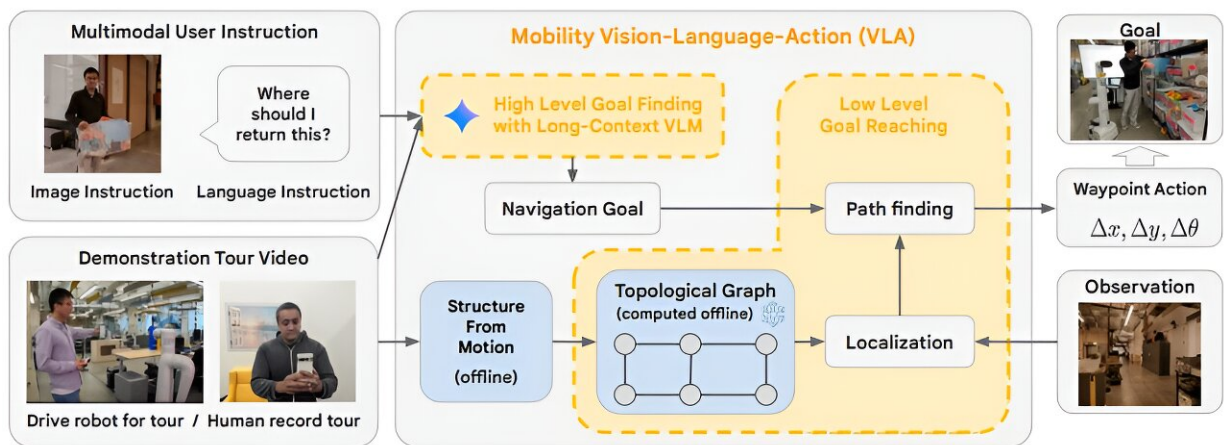 Multimodal User Instruction
Where
should I
return this?
Image Instruction
Language Instruction
Demonstration Tour Video
Drive robot for tour / Human record tour
Mobility Vision-Language-Action (VLA)
High Level Goal Finding
with Long-Context VLM
Low Level
Goal Reaching
Navigation Goal
Path finding
Structure
From
Motion
(offline)
Topological Graph
(computed offline)
Localization
Goal
Waypoint Action
Δx, Δy, Δθ
Observation